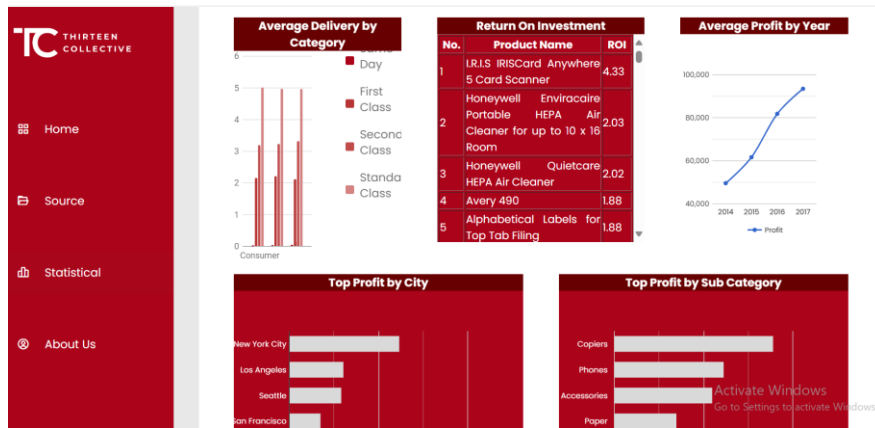 THIRTEEN
COLLECTIVE
Home
Source
Statistical
About Us
Average Delivery by
Category
6
5
4
3
2
1
0
Consumer
Day
First
Class
Second
Class
Standa
Class
Return On Investment
No. Product Name ROI
1 I.R.I.S IRISCard Anywhere
5 Card Scanner 4.33
2 Honeywell Enviracaire
Portable HEPA Air
Cleaner for up to 10 x 16
Room 2.03
3 Honeywell Quietcare
HEPA Air Cleaner 2.02
4 Avery 490 1.88
5 Alphabetical Labels for
Top Tab Filing 1.88
Average Profit by Year
100,000
80,000
60,000
40,000
2014 2015 2016 2017
Profit
Top Profit by City
New York City
Los Angeles
Seattle
San Francisco
Top Profit by Sub Category
Copiers
Phones
Accessories
Paper
Activate Windows
Go to Settings to activate Windows